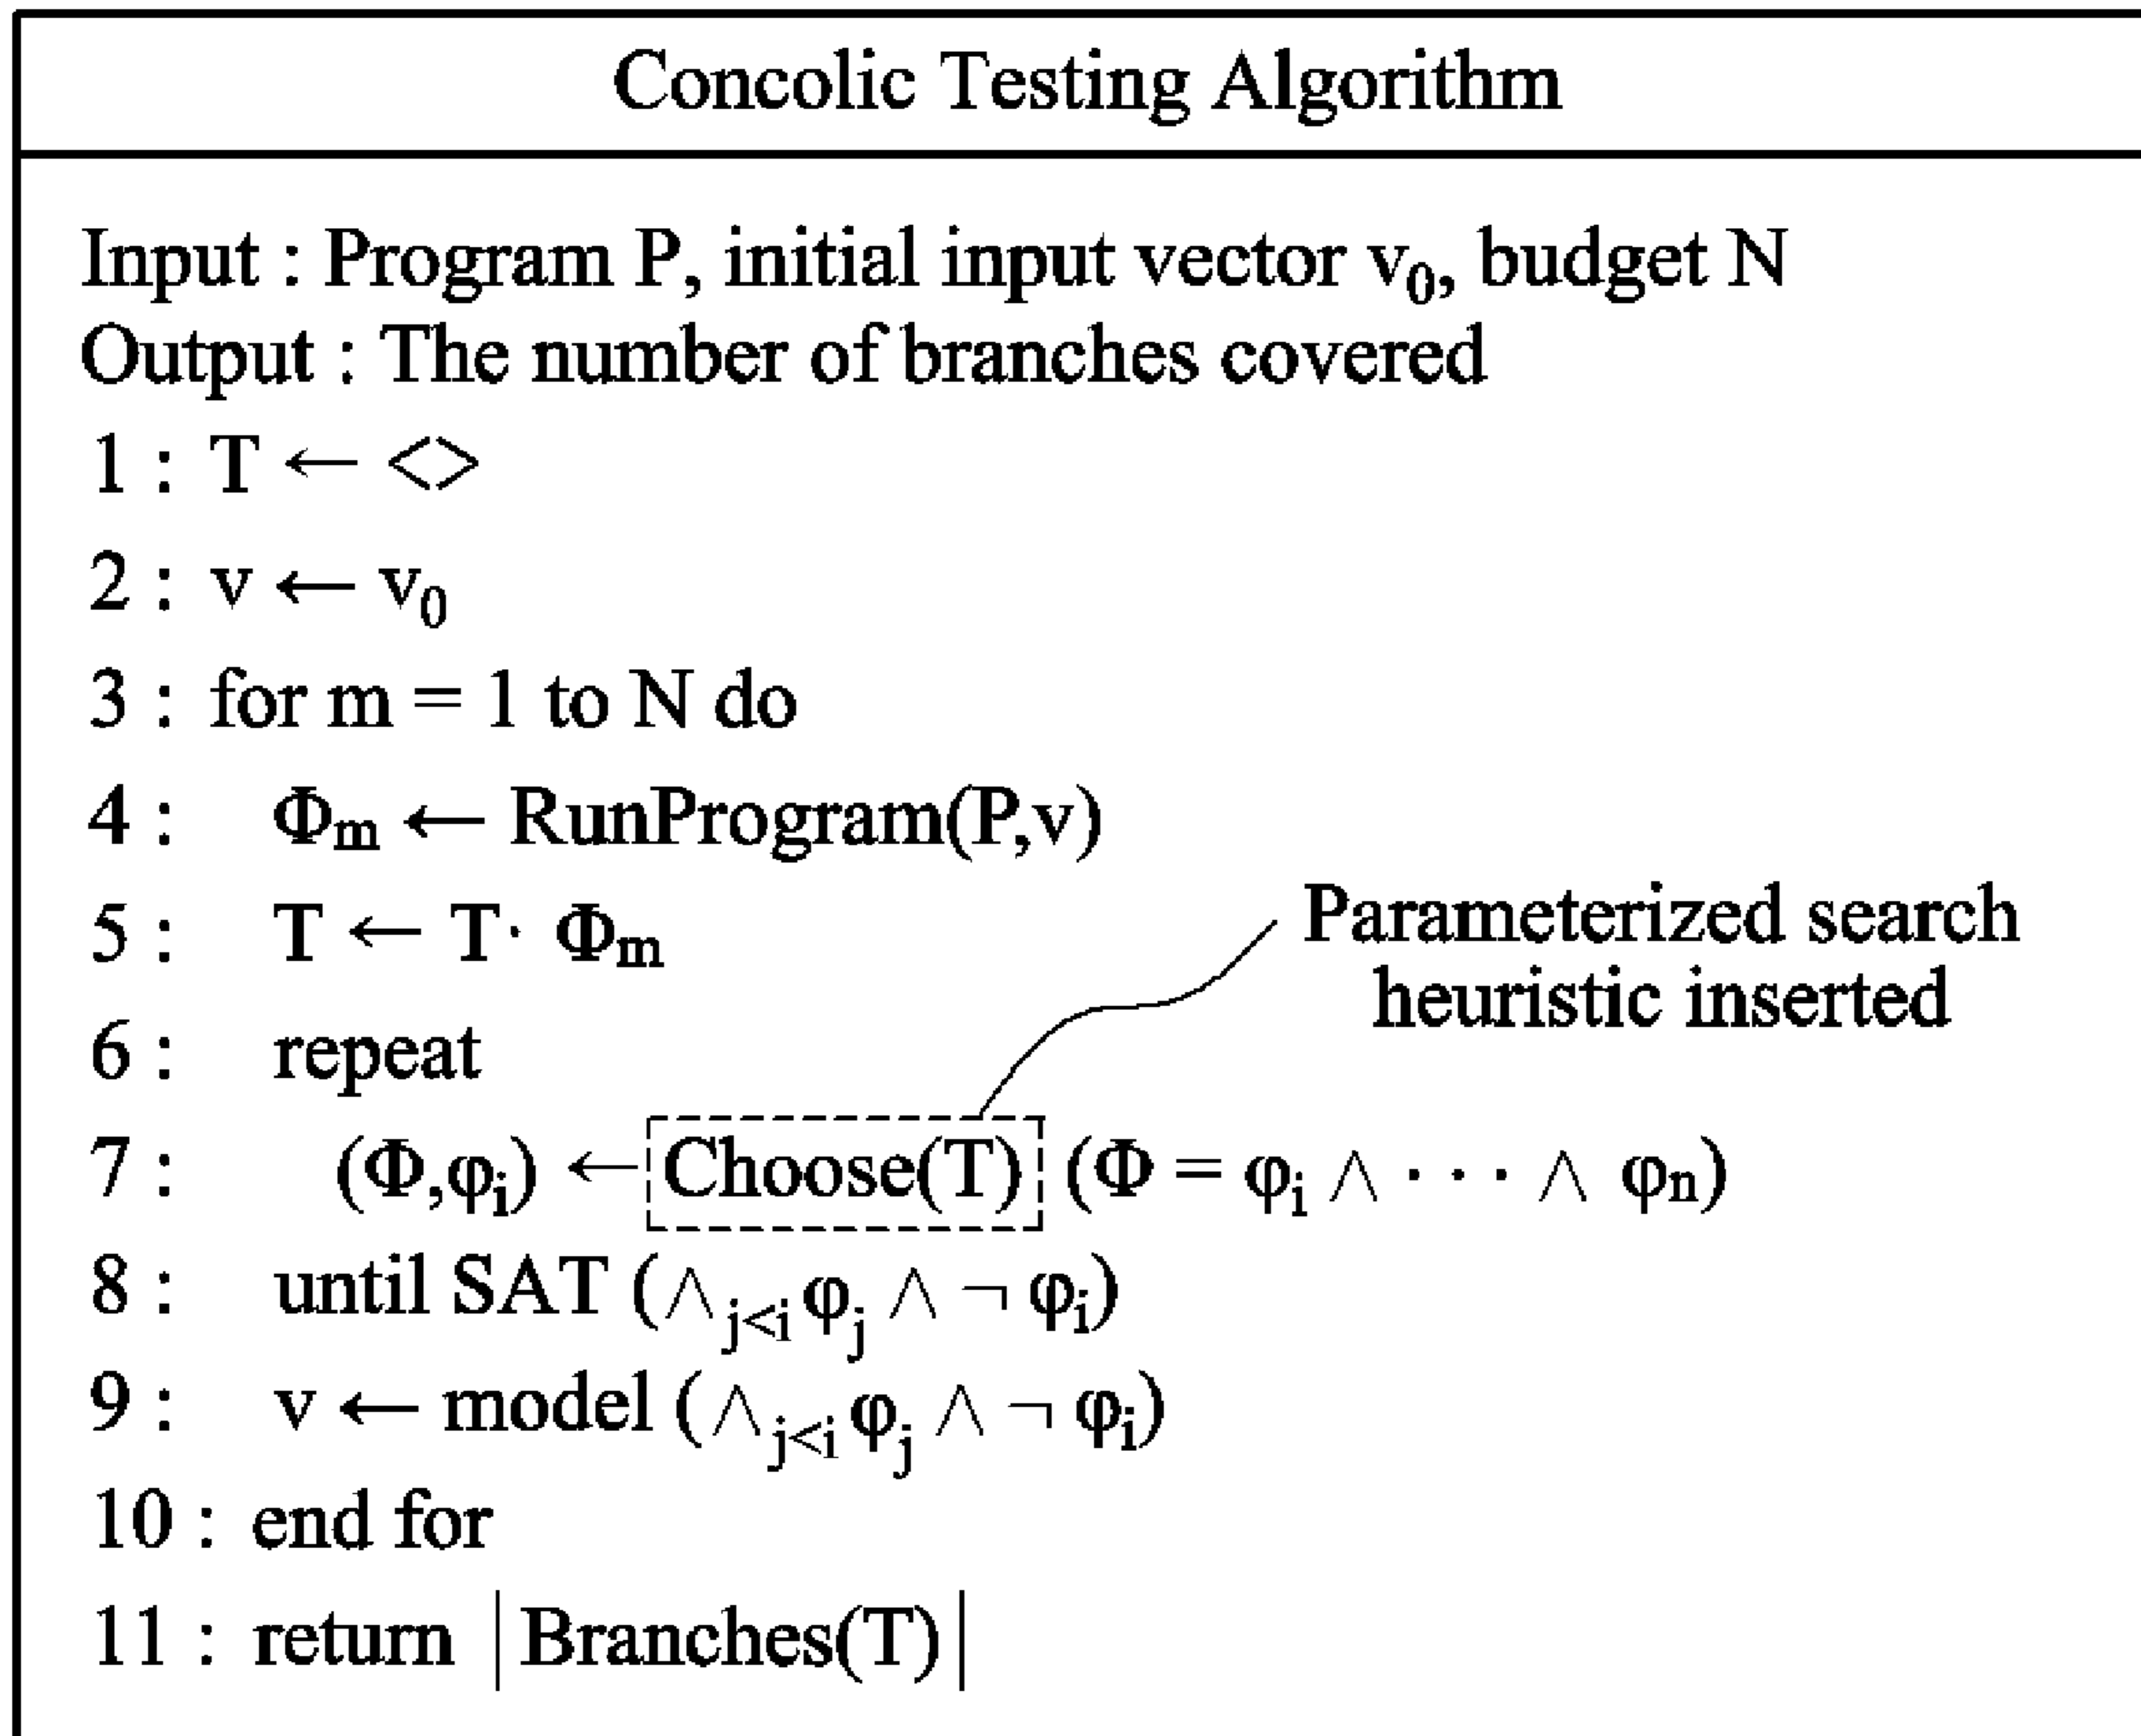 Concolic Testing Algorithm
Input : Program P, initial input vector v₀, budget N
Output : The number of branches covered
1 : T ← <>
2 : v ← v₀
3 : for m = 1 to N do
4 : Φₘ ← RunProgram(P,v)
5 : T ← T· Φₘ
Parameterized search
heuristic inserted
6 : repeat
7 : (Φ,φᵢ) ← Choose(T) (Φ = φᵢ ∧ · · · ∧ φₙ)
8 : until SAT (∧ j<i φⱼ ∧ ¬ φᵢ)
9 : v ← model (∧ j<i φⱼ ∧ ¬ φᵢ)
10 : end for
11 : return |Branches(T)|